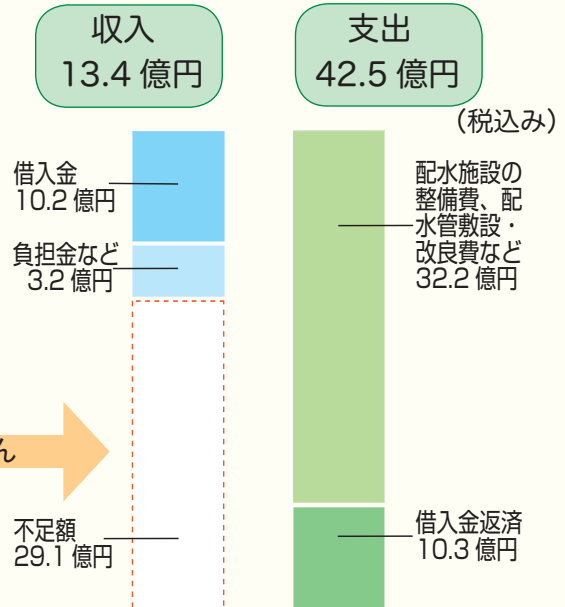 収入
13.4 億円
支出
42.5 億円
(税込み)
借入金
10.2 億円
負担金など
3.2 億円
不足額
29.1 億円
配水施設の
整備費、配
水管敷設・
改良費など
32.2 億円
借入金返済
10.3 億円
ん